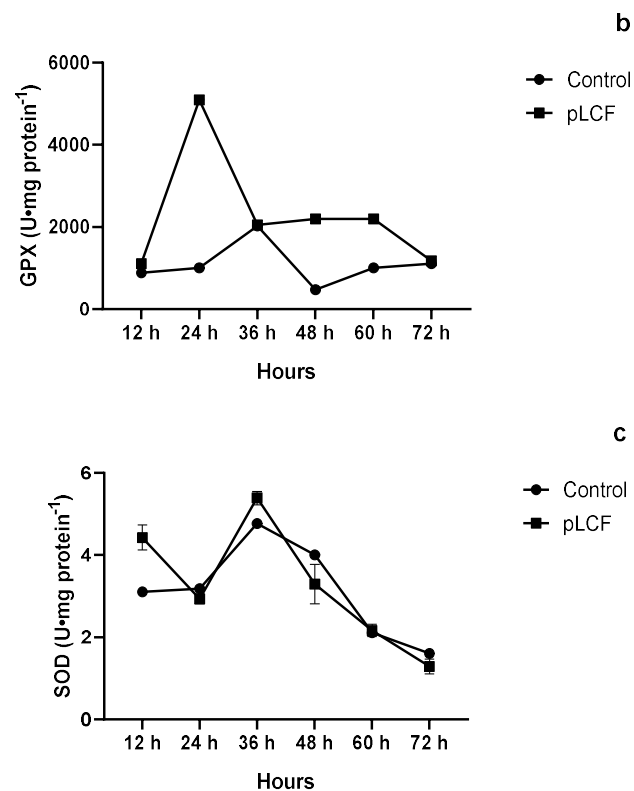 b
Control
pLCF
GPX (U•mg protein⁻¹)
6000
4000
2000
0
12 h 24 h 36 h 48 h 60 h 72 h
Hours
c
Control
pLCF
SOD (U•mg protein⁻¹)
6
4
2
0
12 h 24 h 36 h 48 h 60 h 72 h
Hours